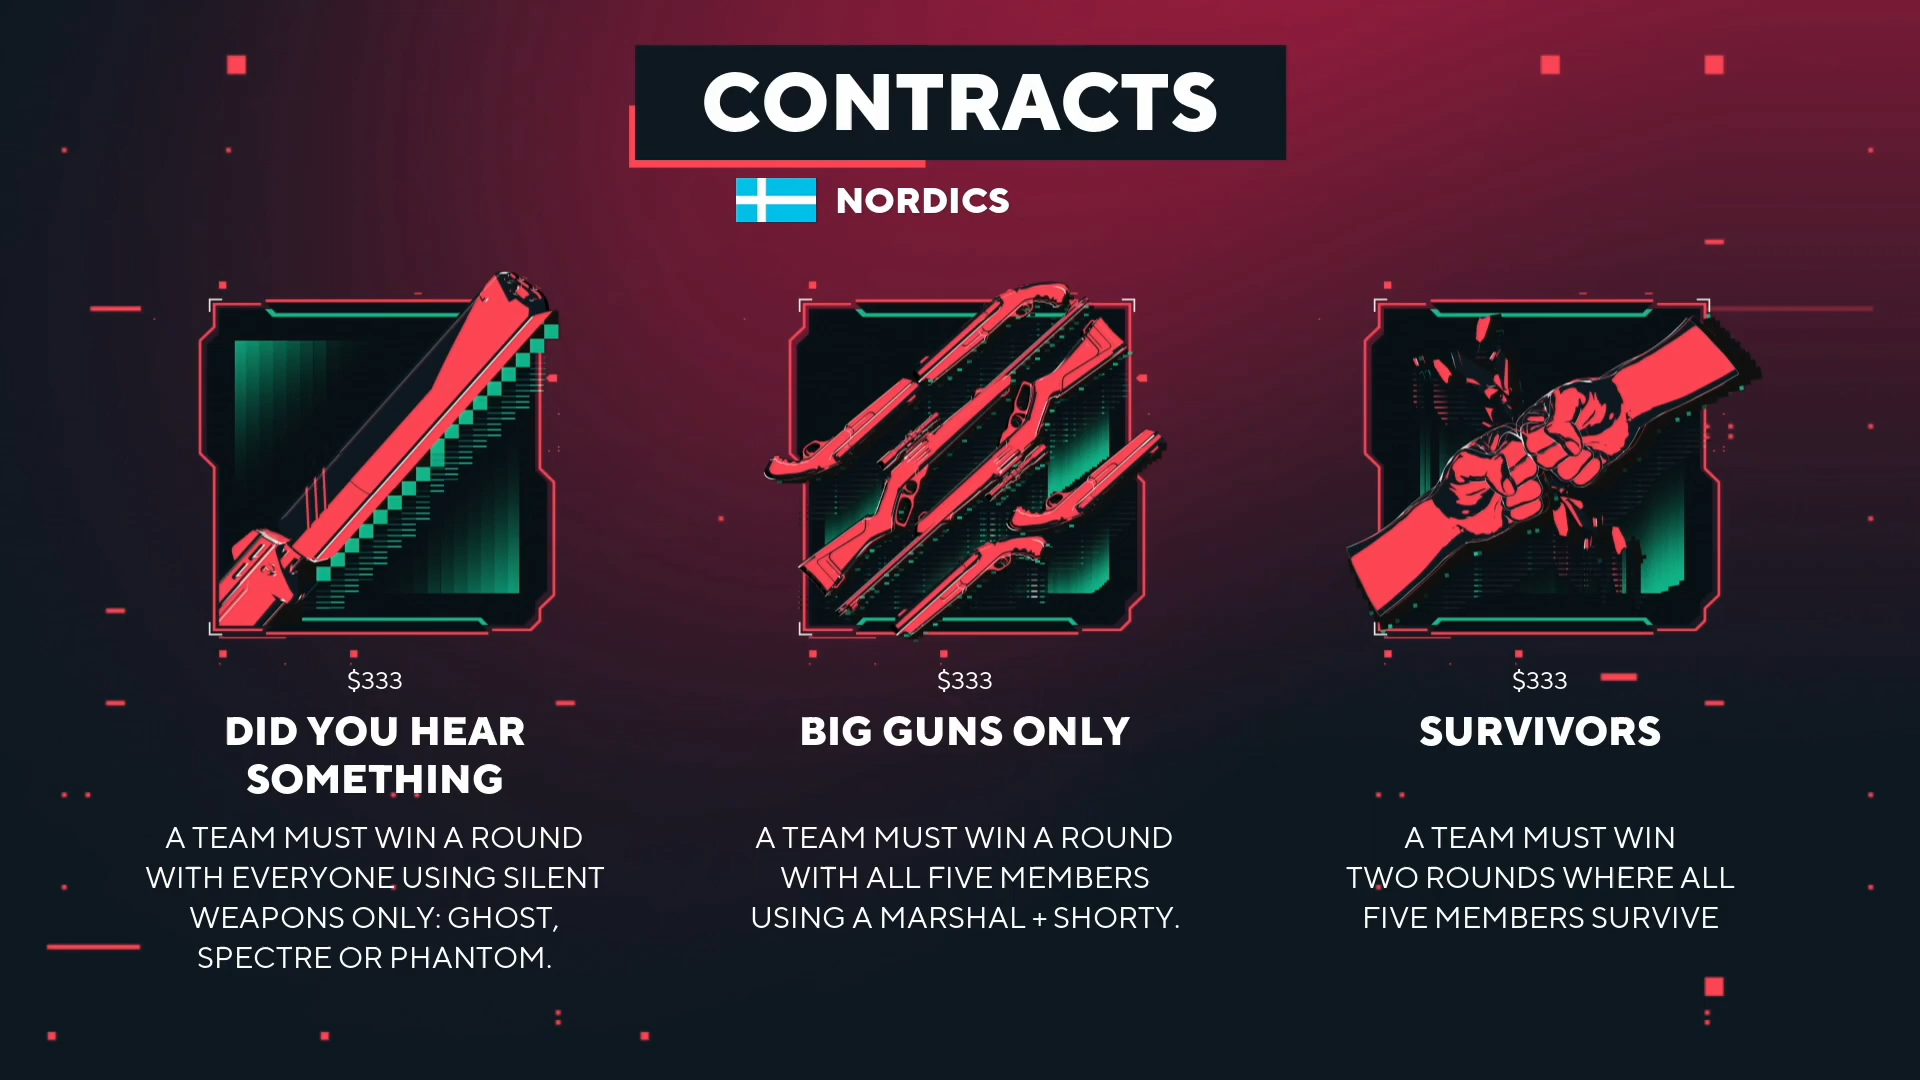 CONTRACTS
NORDICS
$333
DID YOU HEAR
SOMETHING
A TEAM MUST WIN A ROUND
WITH EVERYONE USING SILENT
WEAPONS ONLY: GHOST,
SPECTRE OR PHANTOM.
$333
BIG GUNS ONLY
A TEAM MUST WIN A ROUND
WITH ALL FIVE MEMBERS
USING A MARSHAL + SHORTY.
$333
SURVIVORS
A TEAM MUST WIN
TWO ROUNDS WHERE ALL
FIVE MEMBERS SURVIVE